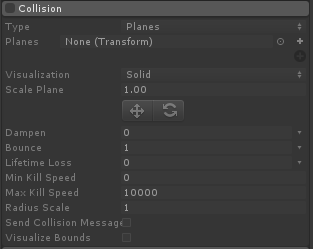 Collision
Type Planes
Planes None (Transform)
Visualization Solid
Scale Plane 1.00
Dampen 0
Bounce 1
Lifetime Loss 0
Min Kill Speed 0
Max Kill Speed 10000
Radius Scale 1
Send Collision Message
Visualize Bounds